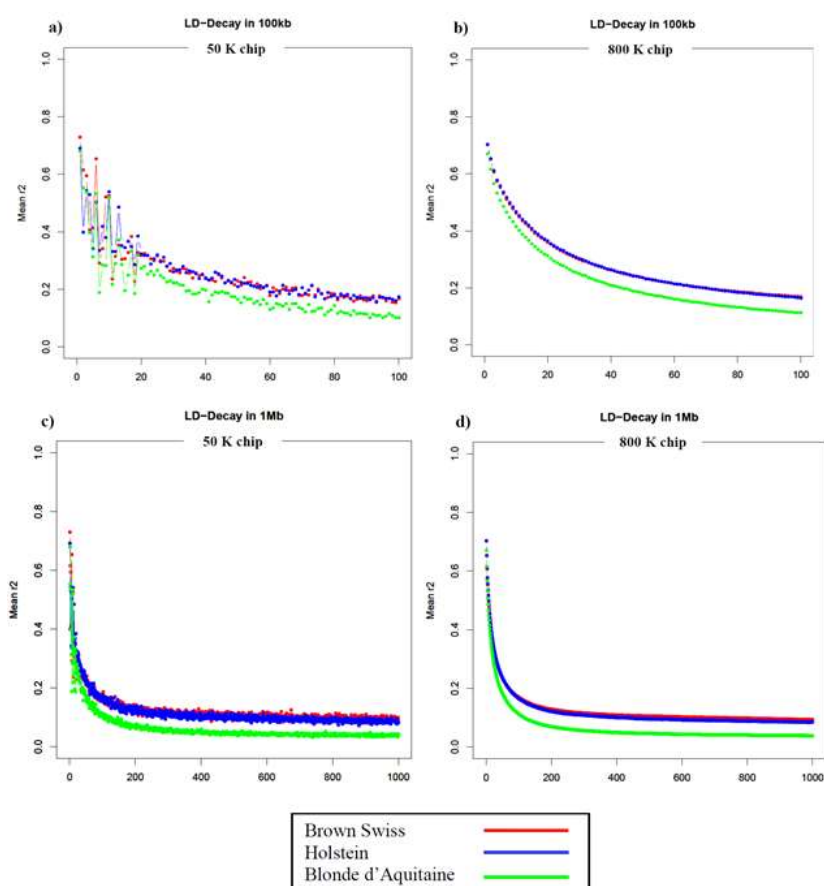 a)
LD-Decay in 100kb
50 K chip
Mean r2
1.0
0.8
0.6
0.4
0.2
0.0
0 20 40 60 80 100
b)
LD-Decay in 100kb
800 K chip
Mean r2
1.0
0.8
0.6
0.4
0.2
0.0
0 20 40 60 80 100
c)
LD-Decay in 1Mb
50 K chip
Mean r2
1.0
0.8
0.6
0.4
0.2
0.0
0 200 400 600 800 1000
d)
LD-Decay in 1Mb
800 K chip
Mean r2
1.0
0.8
0.6
0.4
0.2
0.0
0 200 400 600 800 1000
Brown Swiss
Holstein
Blonde d'Aquitaine